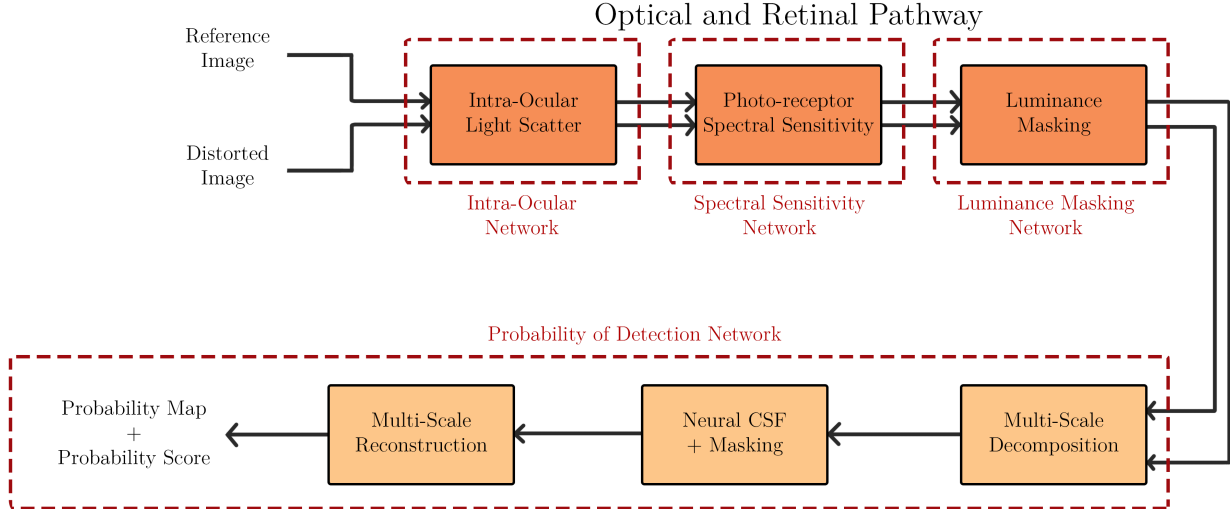 Optical and Retinal Pathway
Reference
Image
Distorted
Image
Intra-Ocular
Light Scatter
Photo-receptor
Spectral Sensitivity
Luminance
Masking
Intra-Ocular
Network
Spectral Sensitivity
Network
Luminance Masking
Network
Probability of Detection Network
Probability Map
+
Probability Score
Multi-Scale
Reconstruction
Neural CSF
+ Masking
Multi-Scale
Decomposition